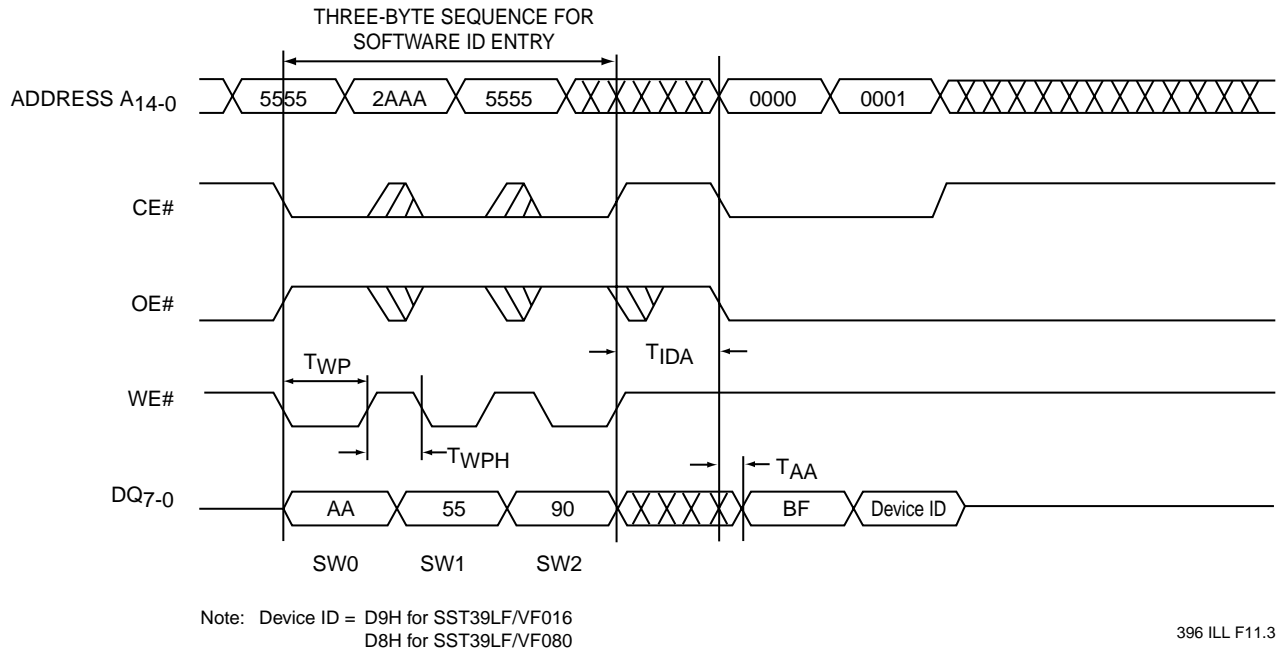 THREE-BYTE SEQUENCE FOR
SOFTWARE ID ENTRY
ADDRESS A14-0
5555 2AAA 5555 0000 0001
CE#
OE#
TWP
TIDA
WE#
TWPH
TAA
DQ7-0
AA 55 90 BF Device ID
SW0 SW1 SW2
Note: Device ID = D9H for SST39LF/VF016
D8H for SST39LF/VF080
396 ILL F11.3